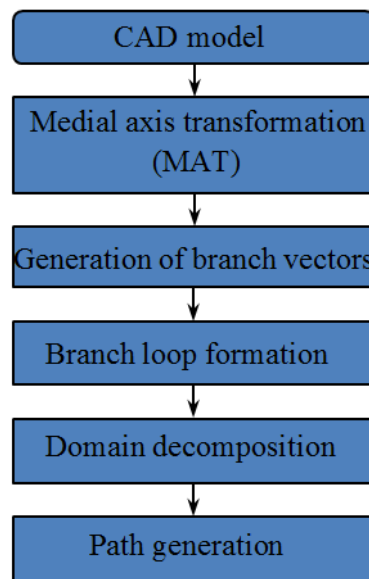 CAD model
Medial axis transformation
(MAT)
Generation of branch vectors
Branch loop formation
Domain decomposition
Path generation